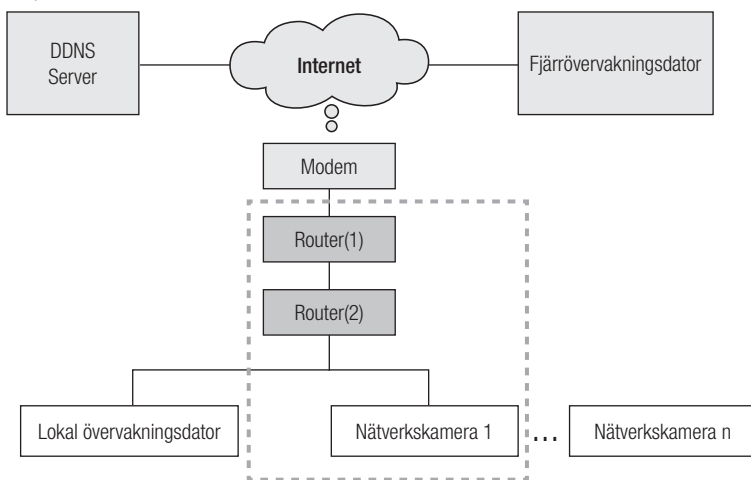 DDNS
Server
Internet
Fjärrövervakningsdator
Modem
Router(1)
Router(2)
Lokal övervakningsdator
Nätverkskamera 1
...
Nätverkskamera n